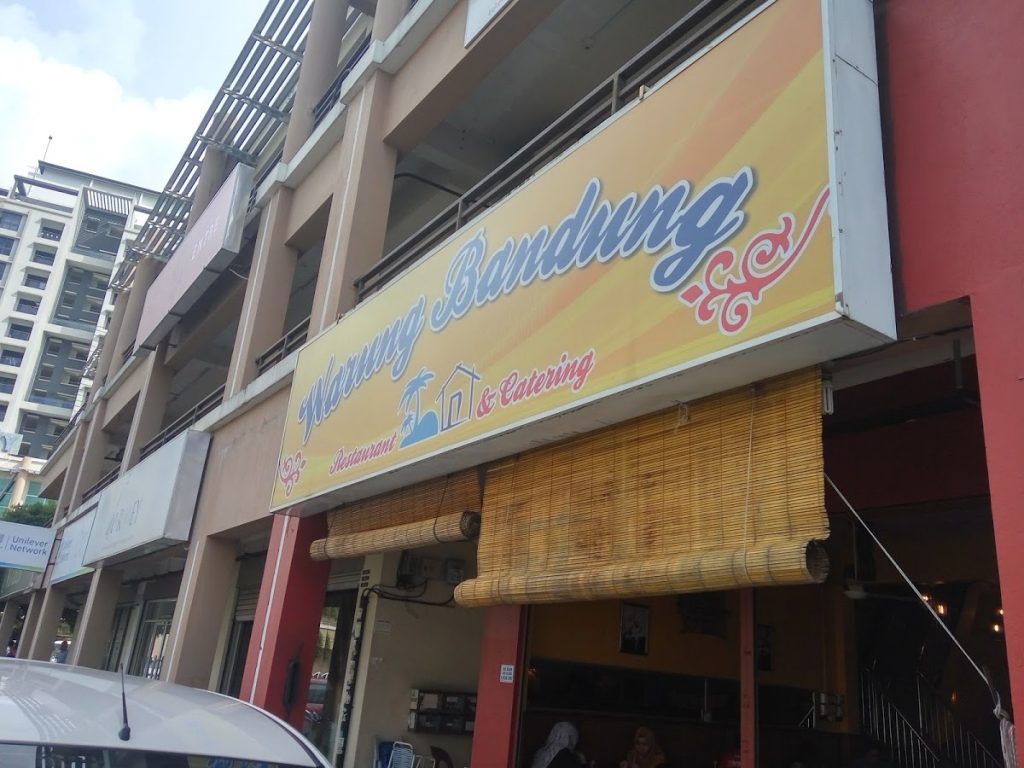 Warung Bandung
Restaurant & Catering
Unilever
Network